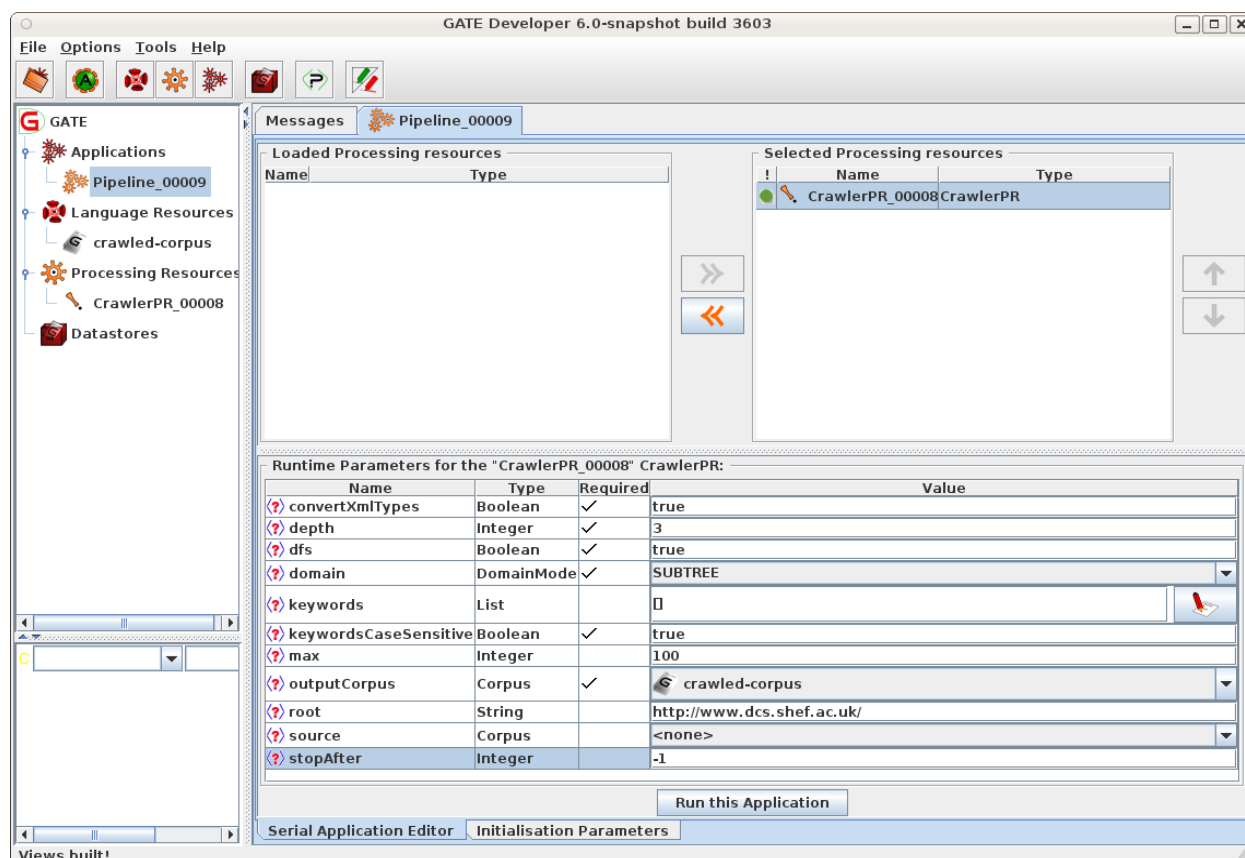 GATE Developer 6.0-snapshot build 3603
File Options Tools Help
GATE
Applications
Pipeline_00009
Language Resources
crawled-corpus
Processing Resources
CrawlerPR_00008
Datastores
Messages Pipeline_00009
Loaded Processing resources
Name Type
Selected Processing resources
! Name Type
CrawlerPR_00008 CrawlerPR
Runtime Parameters for the "CrawlerPR_00008" CrawlerPR:
Name Type Required Value
<?> convertXmlTypes Boolean ✓ true
<?> depth Integer ✓ 3
<?> dfs Boolean ✓ true
<?> domain DomainMode ✓ SUBTREE
<?> keywords List []
<?> keywordsCaseSensitive Boolean ✓ true
<?> max Integer 100
<?> outputCorpus Corpus ✓ crawled-corpus
<?> root String http://www.dcs.shef.ac.uk/
<?> source Corpus <none>
<?> stopAfter Integer -1
Run this Application
Serial Application Editor Initialisation Parameters
C
Views built!